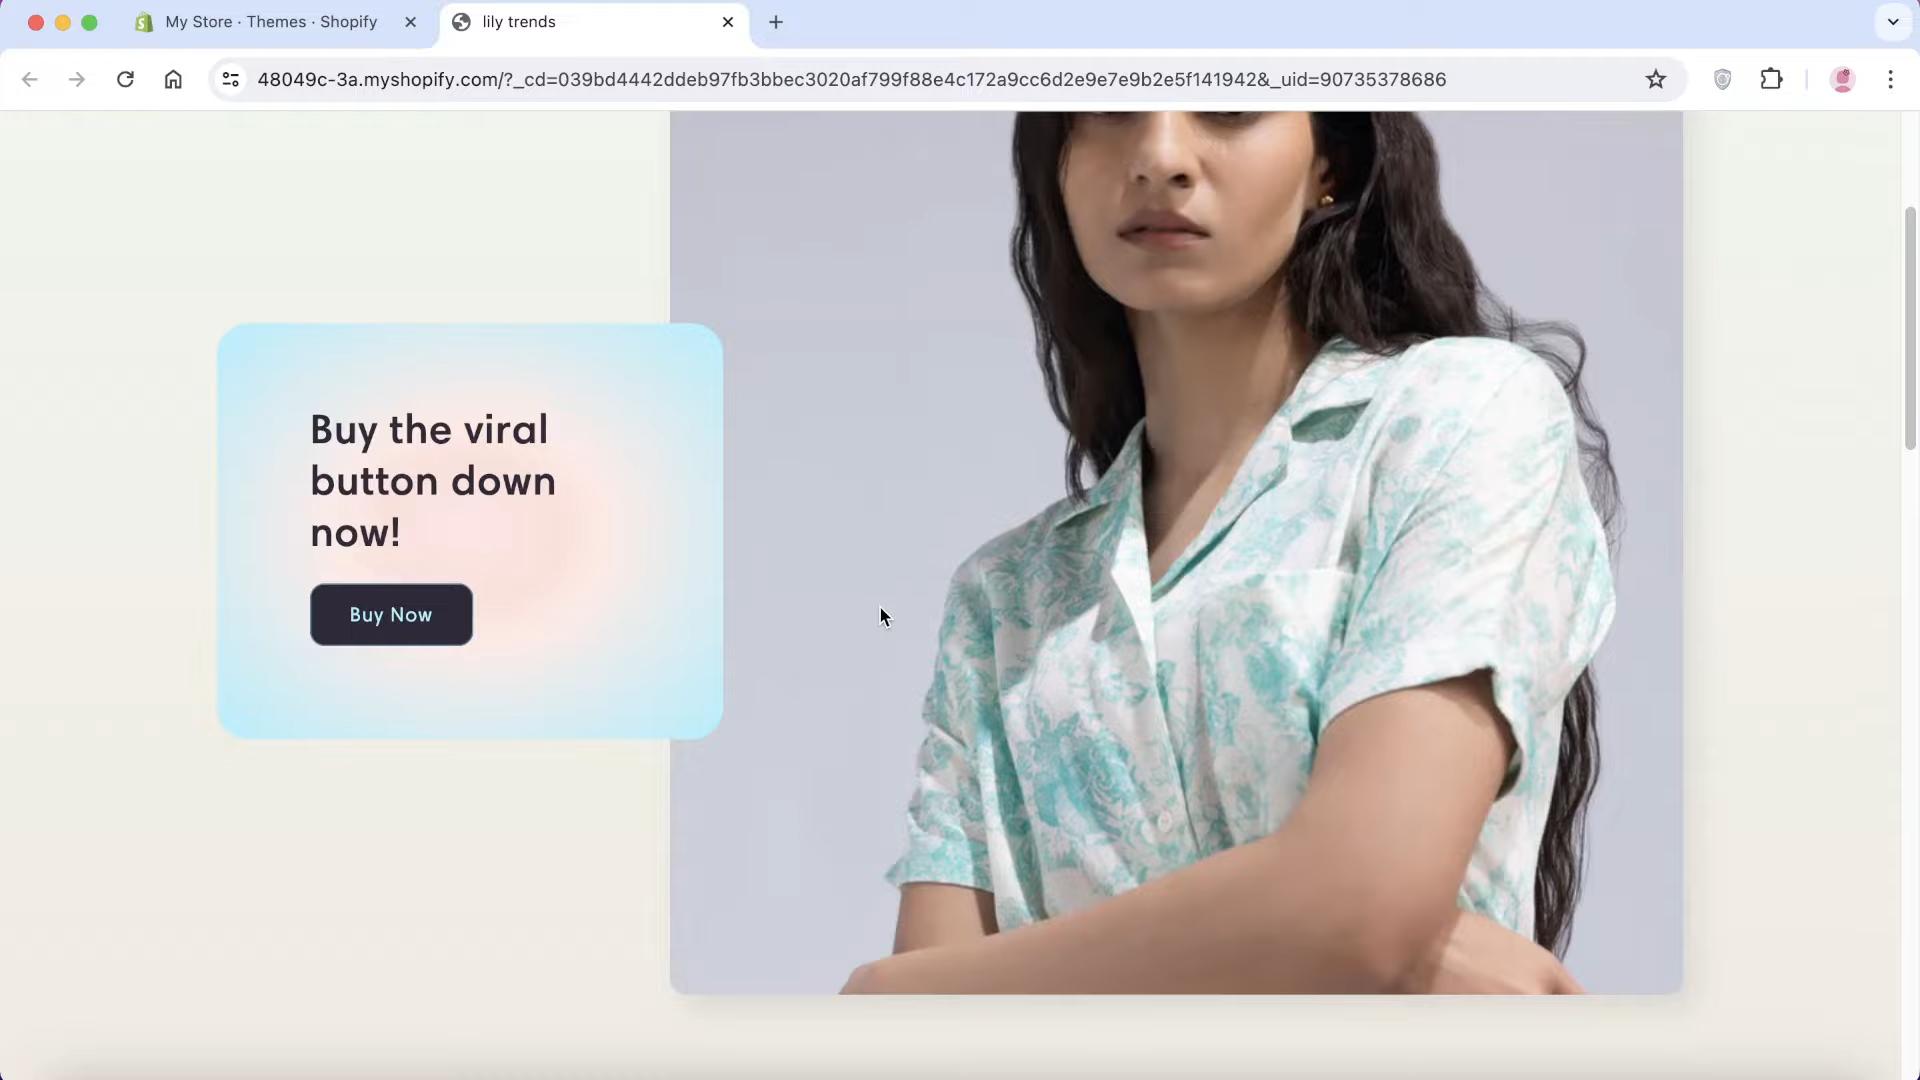 My Store · Themes · Shopify
lily trends
48049c-3a.myshopify.com/?_cd=039bd4442ddeb97fb3bbec3020af799f88e4c172a9cc6d2e9e7e9b2e5f141942&_uid=90735378686
Buy the viral
button down
now!
Buy Now